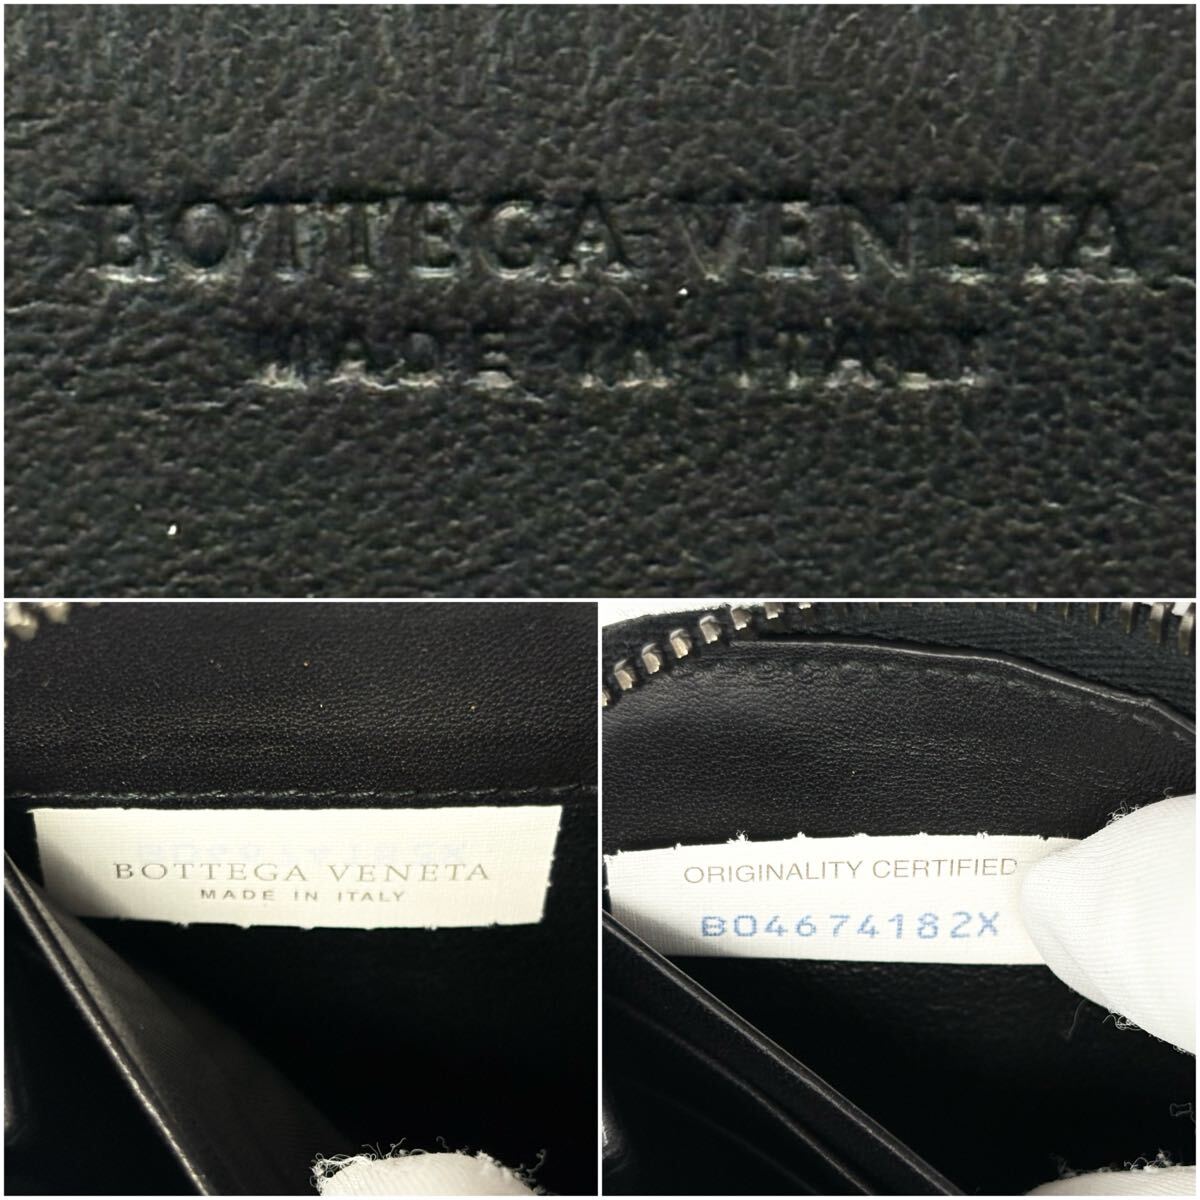 BOTTEGA VENETA
MADE IN ITALY
BOTTEGA VENETA
MADE IN ITALY
ORIGINALITY CERTIFIED
B04674182X